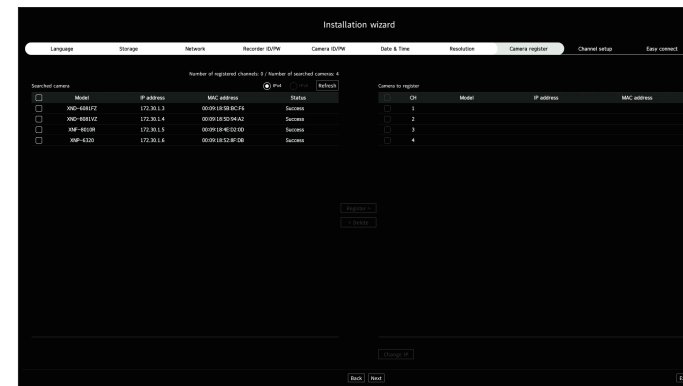 Installation wizard
Language Storage Network Recorder ID/PW Camera ID/PW Date & Time Resolution Camera register Channel setup Easy connect
Number of registered channels: 0 / Number of searched cameras: 4
Searched camera IPv4 IPv6 Refresh Camera to register
Model IP address MAC address Status CH Model IP address MAC address
XND-6081FZ 172.30.1.3 00:09:18:5B:BC:F6 Success 1
XND-8081VZ 172.30.1.4 00:09:18:5D:94:A2 Success 2
XNF-8010R 172.30.1.5 00:09:18:4E:D2:0D Success 3
XNP-6320 172.30.1.6 00:09:18:52:BF:DB Success 4
Register >
< Delete
Change IP
Back Next E